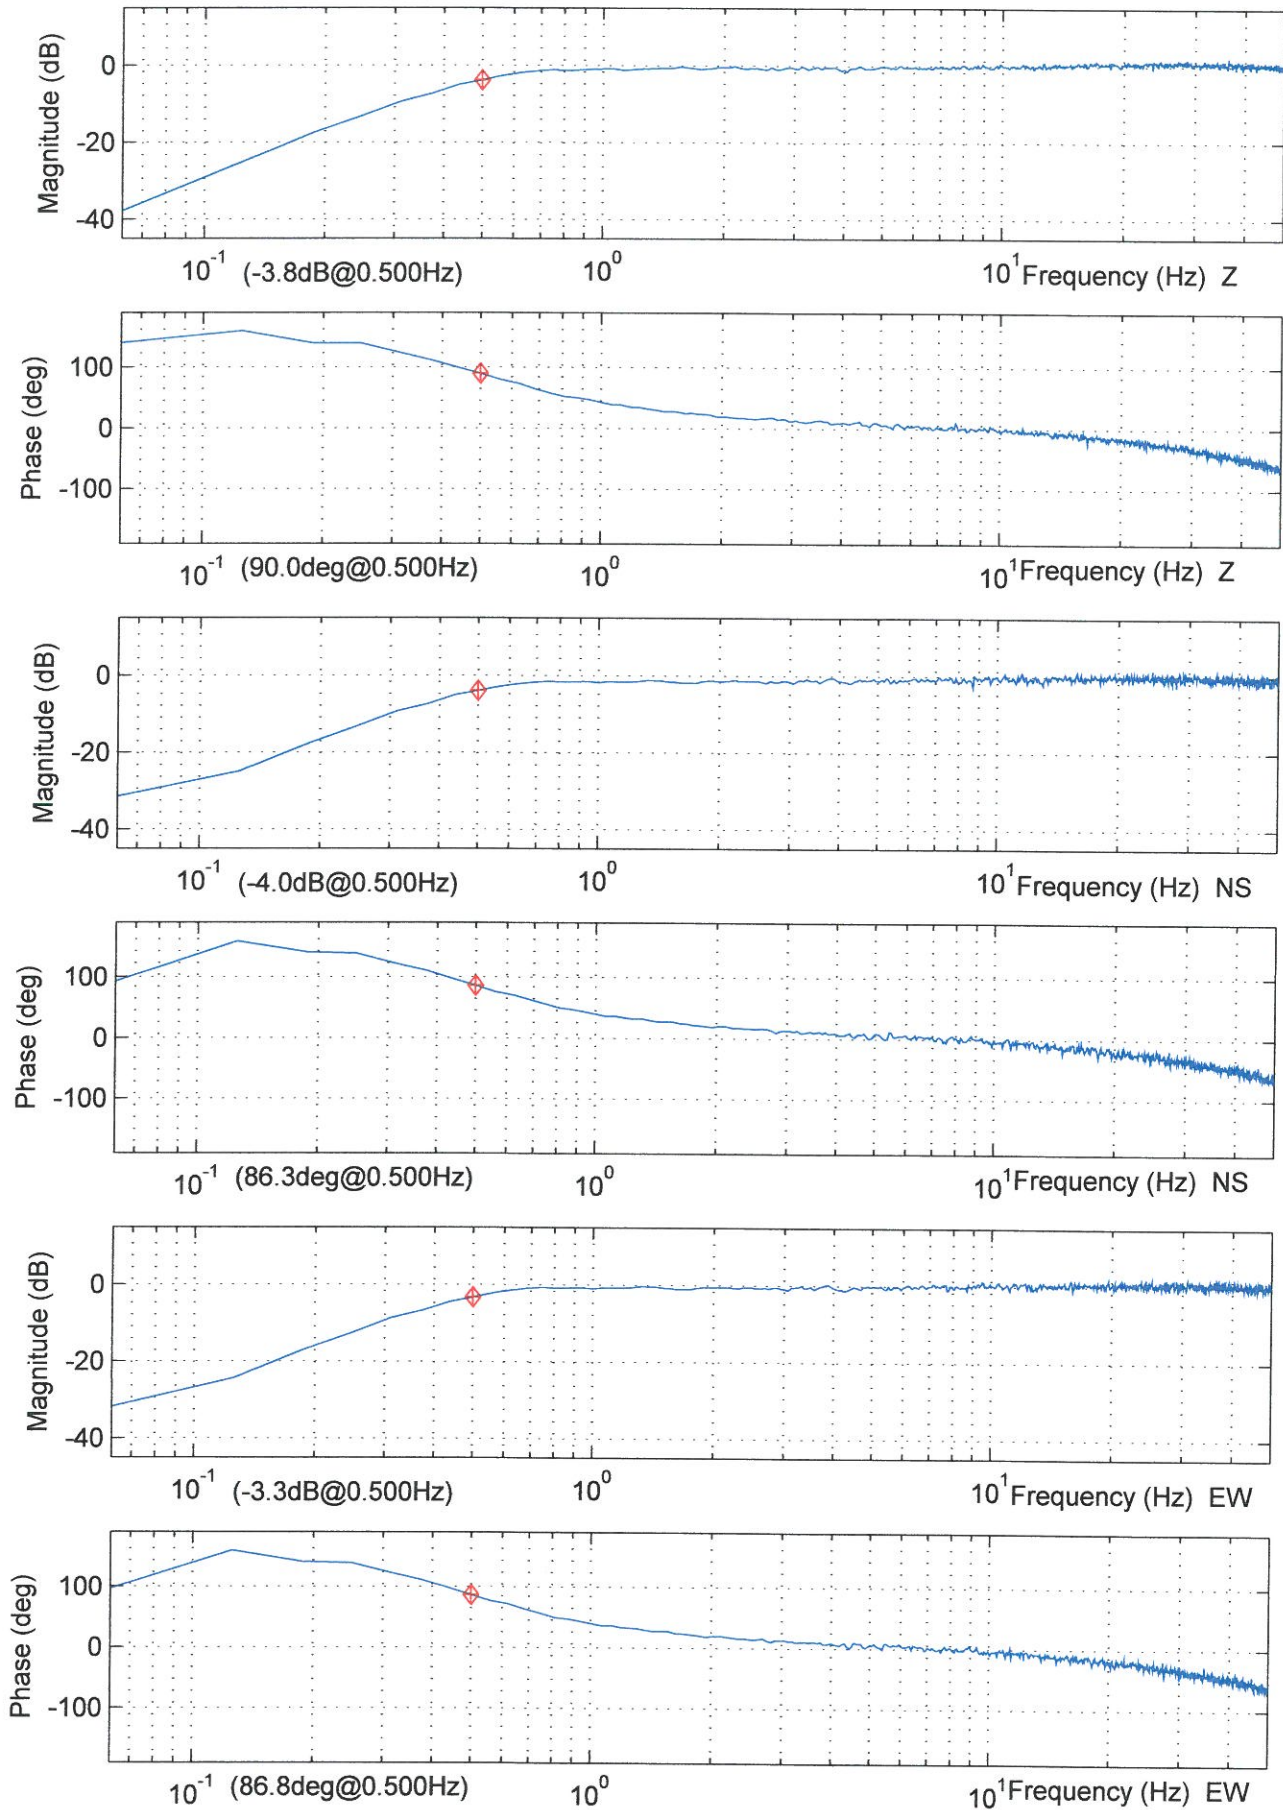 Magnitude (dB)
0
-20
-40
10^-1 (-3.8dB@0.500Hz) 10^0 10^1 Frequency (Hz) Z
Phase (deg)
100
0
-100
10^-1 (90.0deg@0.500Hz) 10^0 10^1 Frequency (Hz) Z
Magnitude (dB)
0
-20
-40
10^-1 (-4.0dB@0.500Hz) 10^0 10^1 Frequency (Hz) NS
Phase (deg)
100
0
-100
10^-1 (86.3deg@0.500Hz) 10^0 10^1 Frequency (Hz) NS
Magnitude (dB)
0
-20
-40
10^-1 (-3.3dB@0.500Hz) 10^0 10^1 Frequency (Hz) EW
Phase (deg)
100
0
-100
10^-1 (86.8deg@0.500Hz) 10^0 10^1 Frequency (Hz) EW